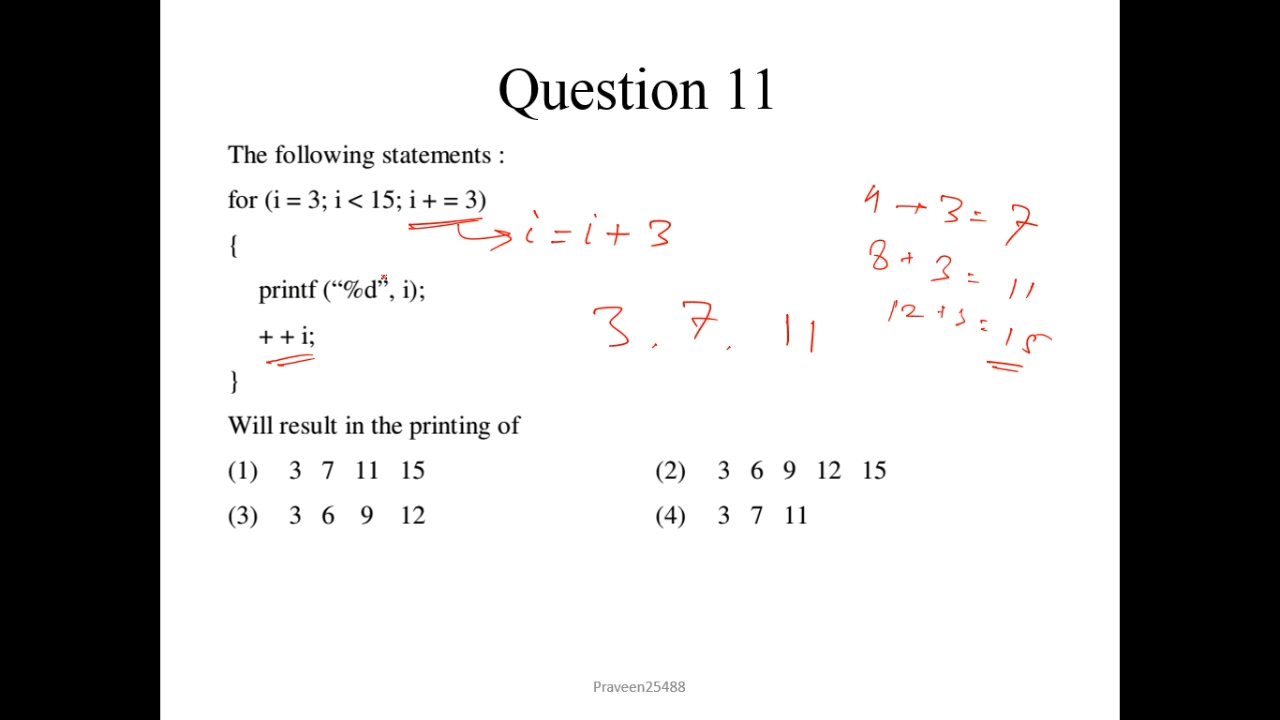 Question 11
The following statements :
for (i = 3; i < 15; i + = 3)
i = i + 3
{
printf (“%d”, i);
+ + i;
}
4 + 3 = 7
8 + 3 = 11
12 + 3 = 15
3, 7, 11
Will result in the printing of
(1) 3 7 11 15
(2) 3 6 9 12 15
(3) 3 6 9 12
(4) 3 7 11
Praveen25488